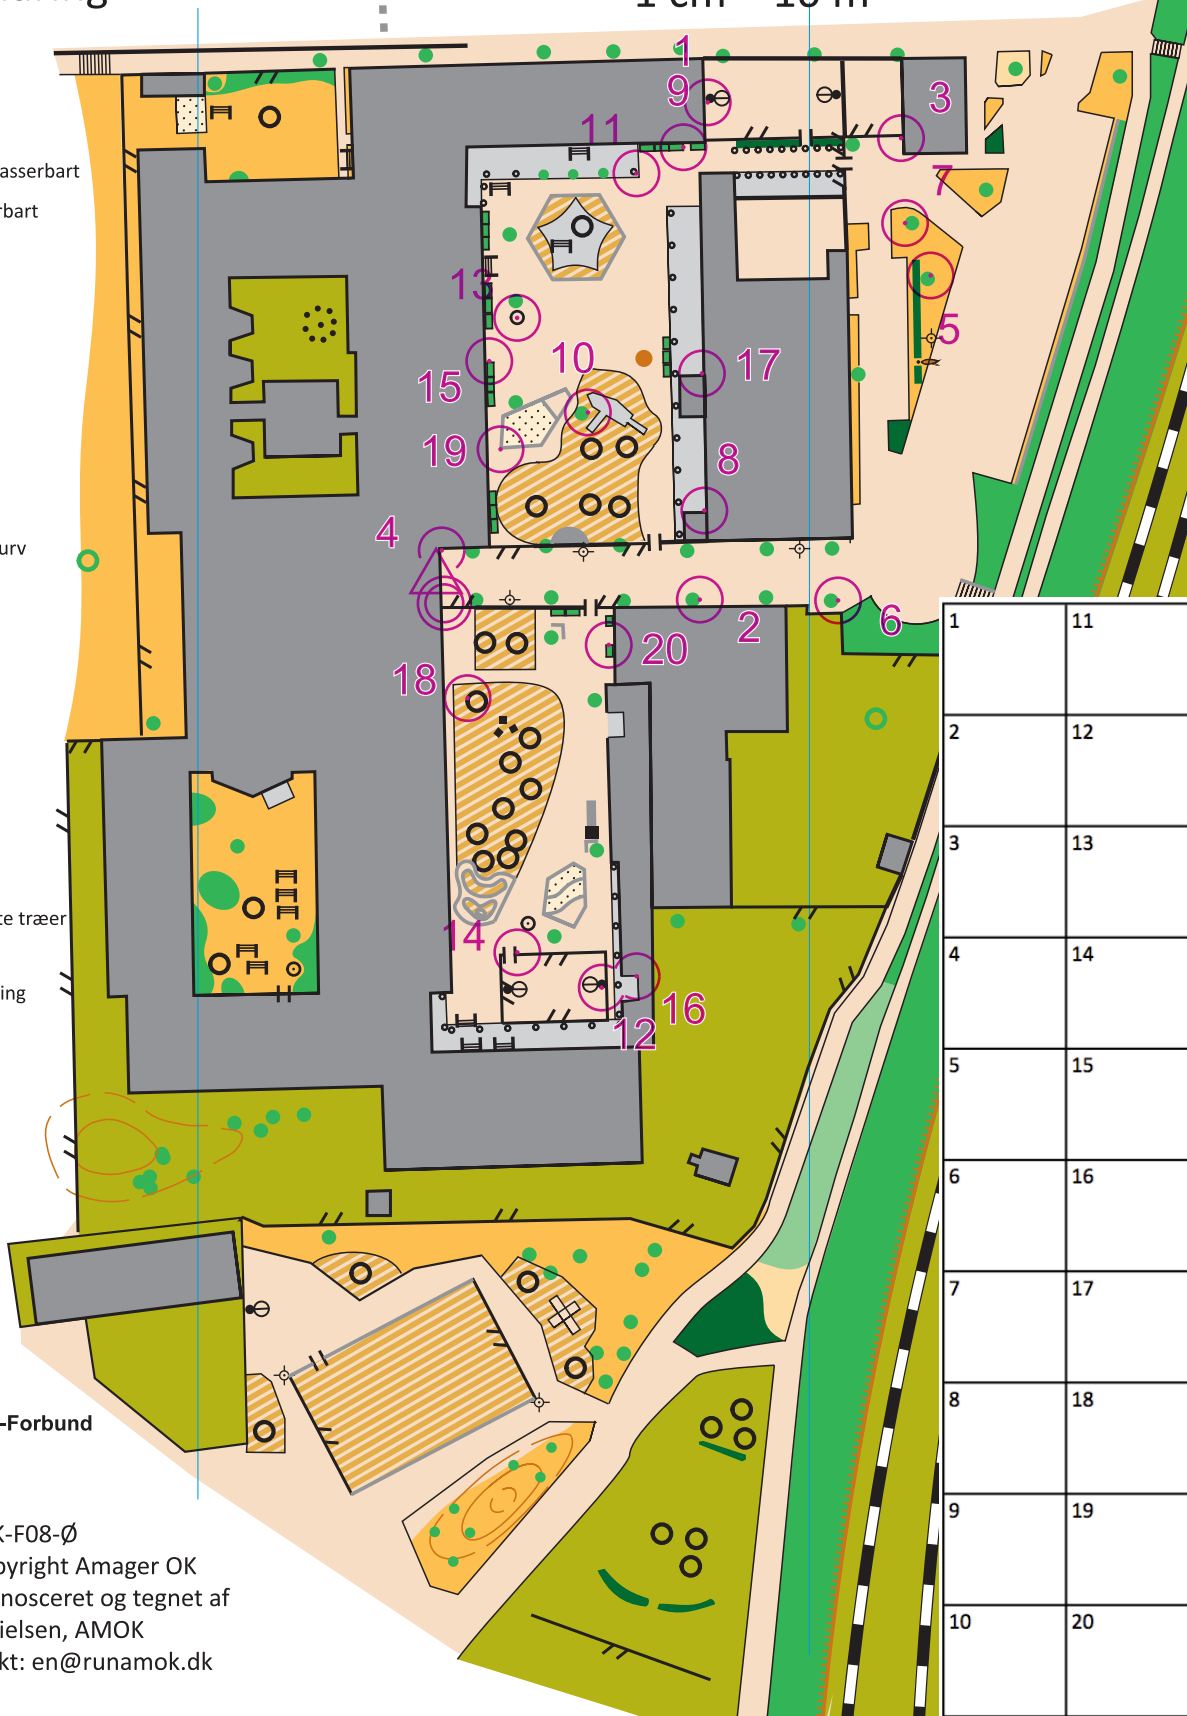 1 cm = 10 m
1
9
3
11
asserbart
7
rbart
13
5
10
17
15
19
8
4
urv
6
2
20
18
te træer
14
ing
16
12
-Forbund
K-F08-Ø
pyright Amager OK
nosceret og tegnet af
ielsen, AMOK
kt: en@runamok.dk
1 11
2 12
3 13
4 14
5 15
6 16
7 17
8 18
9 19
10 20